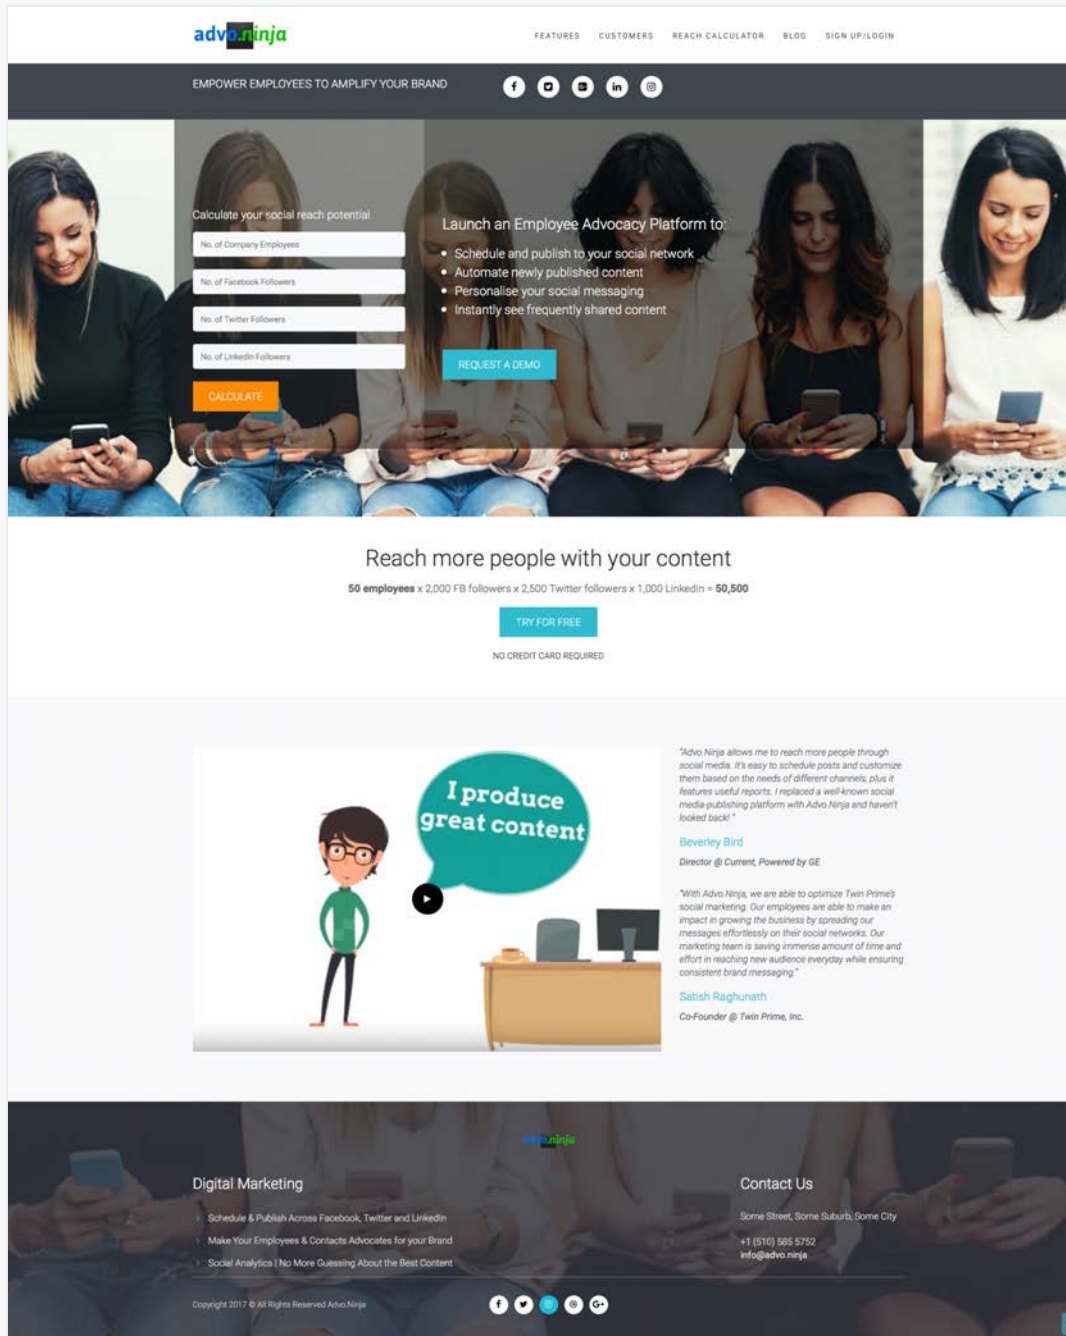 advo.ninja
FEATURES CUSTOMERS REACH CALCULATOR BLOG SIGN UP/LOGIN
EMPOWER EMPLOYEES TO AMPLIFY YOUR BRAND
Calculate your social reach potential
No. of Company Employees
No. of Facebook Followers
No. of Twitter Followers
No. of LinkedIn Followers
CALCULATE
Launch an Employee Advocacy Platform to:
• Schedule and publish to your social network
• Automate newly published content
• Personalise your social messaging
• Instantly see frequently shared content
REQUEST A DEMO
Reach more people with your content
50 employees x 2,000 FB followers x 2,500 Twitter followers x 1,000 LinkedIn = 50,500
TRY FOR FREE
NO CREDIT CARD REQUIRED
I produce
great content
"Advo.Ninja allows me to reach more people through
social media. It's easy to schedule posts and customize
them based on the needs of different channels, plus it
features useful reports. I replaced a well-known social
media-publishing platform with Advo.Ninja and haven't
looked back! "
Beverley Bird
Director @ Current, Powered by GE
"With Advo.Ninja, we are able to optimize Twin Prime's
social marketing. Our employees are able to make an
impact in growing the business by spreading our
messages effortlessly on their social networks. Our
marketing team is saving immense amount of time and
effort in reaching new audience everyday while ensuring
consistent brand messaging."
Satish Raghunath
Co-Founder @ Twin Prime, Inc.
advo.ninja
Digital Marketing
Schedule & Publish Across Facebook, Twitter and LinkedIn
Make Your Employees & Contacts Advocates for your Brand
Social Analytics | No More Guessing About the Best Content
Contact Us
Some Street, Some Suburb, Some City
+1 (510) 565 5752
info@advo.ninja
Copyright 2017 © All Rights Reserved Advo.Ninja